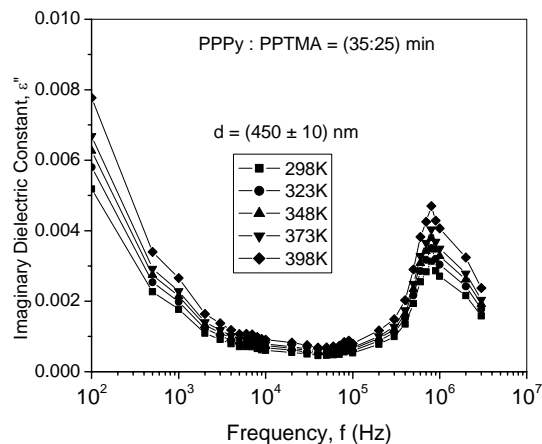 0.010
PPPy : PPTMA = (35:25) min
0.008
d = (450 ± 10) nm
0.006
298K
323K
0.004
348K
373K
398K
0.002
0.000
10² 10³ 10⁴ 10⁵ 10⁶ 10⁷
Imaginary Dielectric Constant, ε"
Frequency, f (Hz)